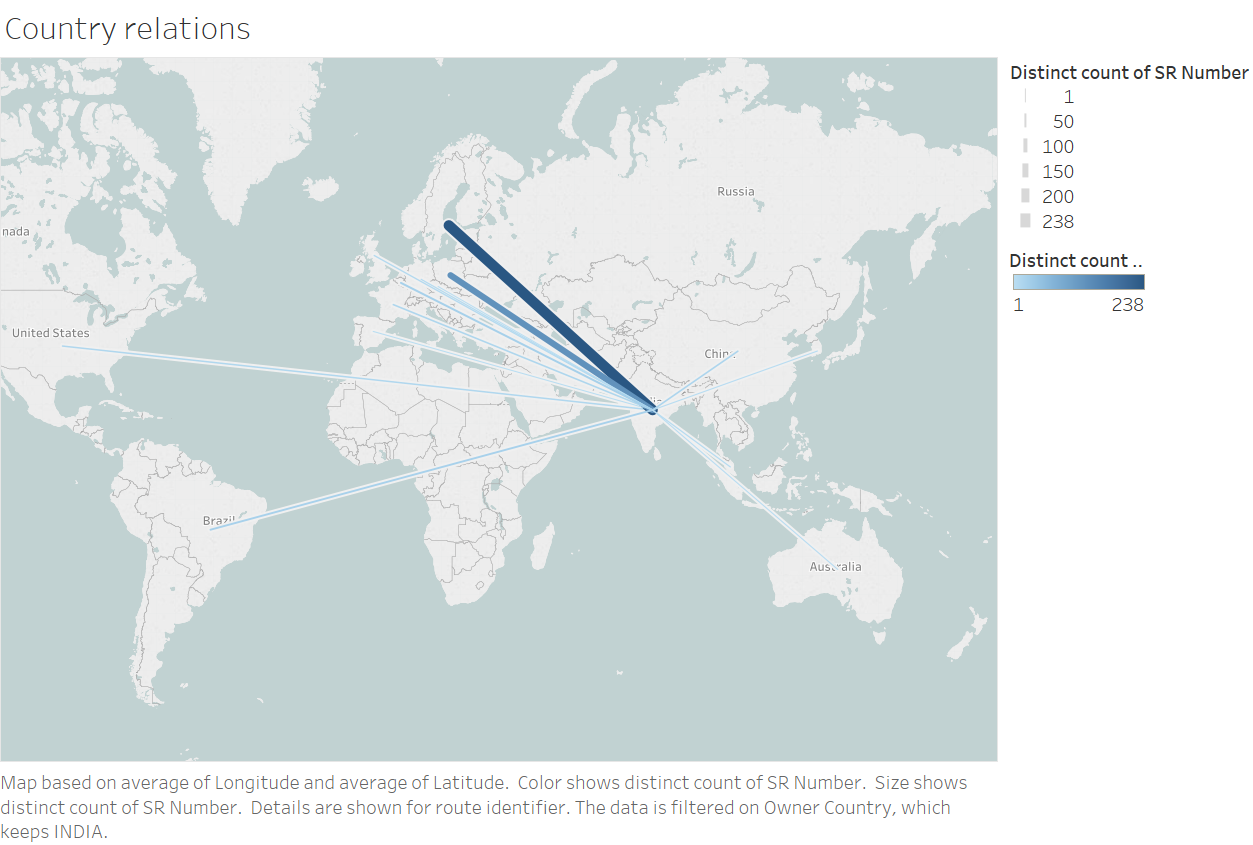 Country relations
Distinct count of SR Number
1
50
100
150
200
238
Distinct count ..
1 238
Russia
nada
United States
Brazil
Australia
Map based on average of Longitude and average of Latitude.  Color shows distinct count of SR Number.  Size shows
distinct count of SR Number.  Details are shown for route identifier. The data is filtered on Owner Country, which
keeps INDIA.